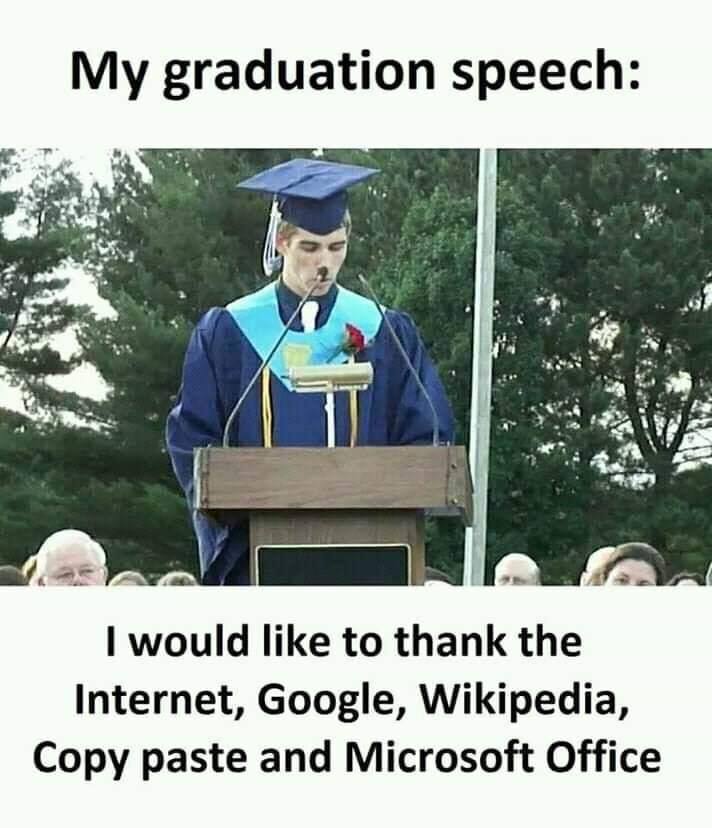 My graduation speech:
I would like to thank the
Internet, Google, Wikipedia,
Copy paste and Microsoft Office